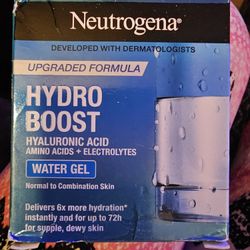 Neutrogena®
DEVELOPED WITH DERMATOLOGISTS
UPGRADED FORMULA
HYDRO
BOOST
HYALURONIC ACID
AMINO ACIDS + ELECTROLYTES
WATER GEL
Normal to Combination Skin
Delivers 6x more hydration*
instantly and for up to 72h
for supple, dewy skin